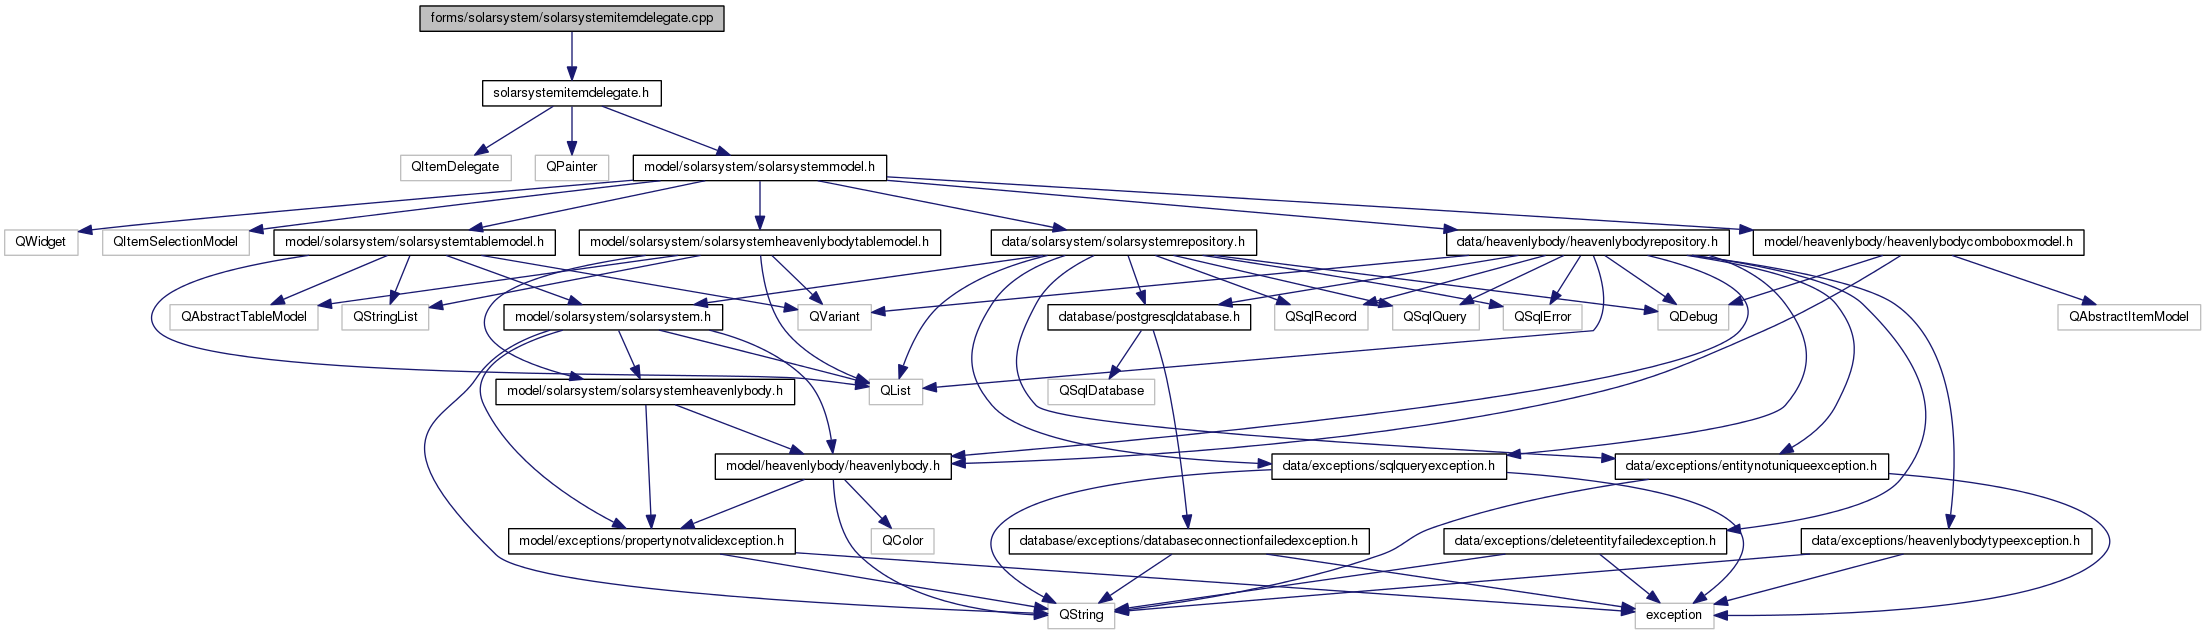 forms/solarsystem/solarsystemitemdelegate.cpp
solarsystemitemdelegate.h
QItemDelegate
QPainter
model/solarsystem/solarsystemmodel.h
QWidget
QItemSelectionModel
model/solarsystem/solarsystemtablemodel.h
model/solarsystem/solarsystemheavenlybodytablemodel.h
data/solarsystem/solarsystemrepository.h
data/heavenlybody/heavenlybodyrepository.h
model/heavenlybody/heavenlybodycomboboxmodel.h
QAbstractTableModel
QStringList
model/solarsystem/solarsystem.h
QVariant
database/postgresqldatabase.h
QSqlRecord
QSqlQuery
QSqlError
QDebug
QAbstractItemModel
model/solarsystem/solarsystemheavenlybody.h
QList
QSqlDatabase
model/heavenlybody/heavenlybody.h
data/exceptions/sqlqueryexception.h
data/exceptions/entitynotuniqueexception.h
model/exceptions/propertynotvalidexception.h
QColor
database/exceptions/databaseconnectionfailedexception.h
data/exceptions/deleteentityfailedexception.h
data/exceptions/heavenlybodytypeexception.h
QString
exception